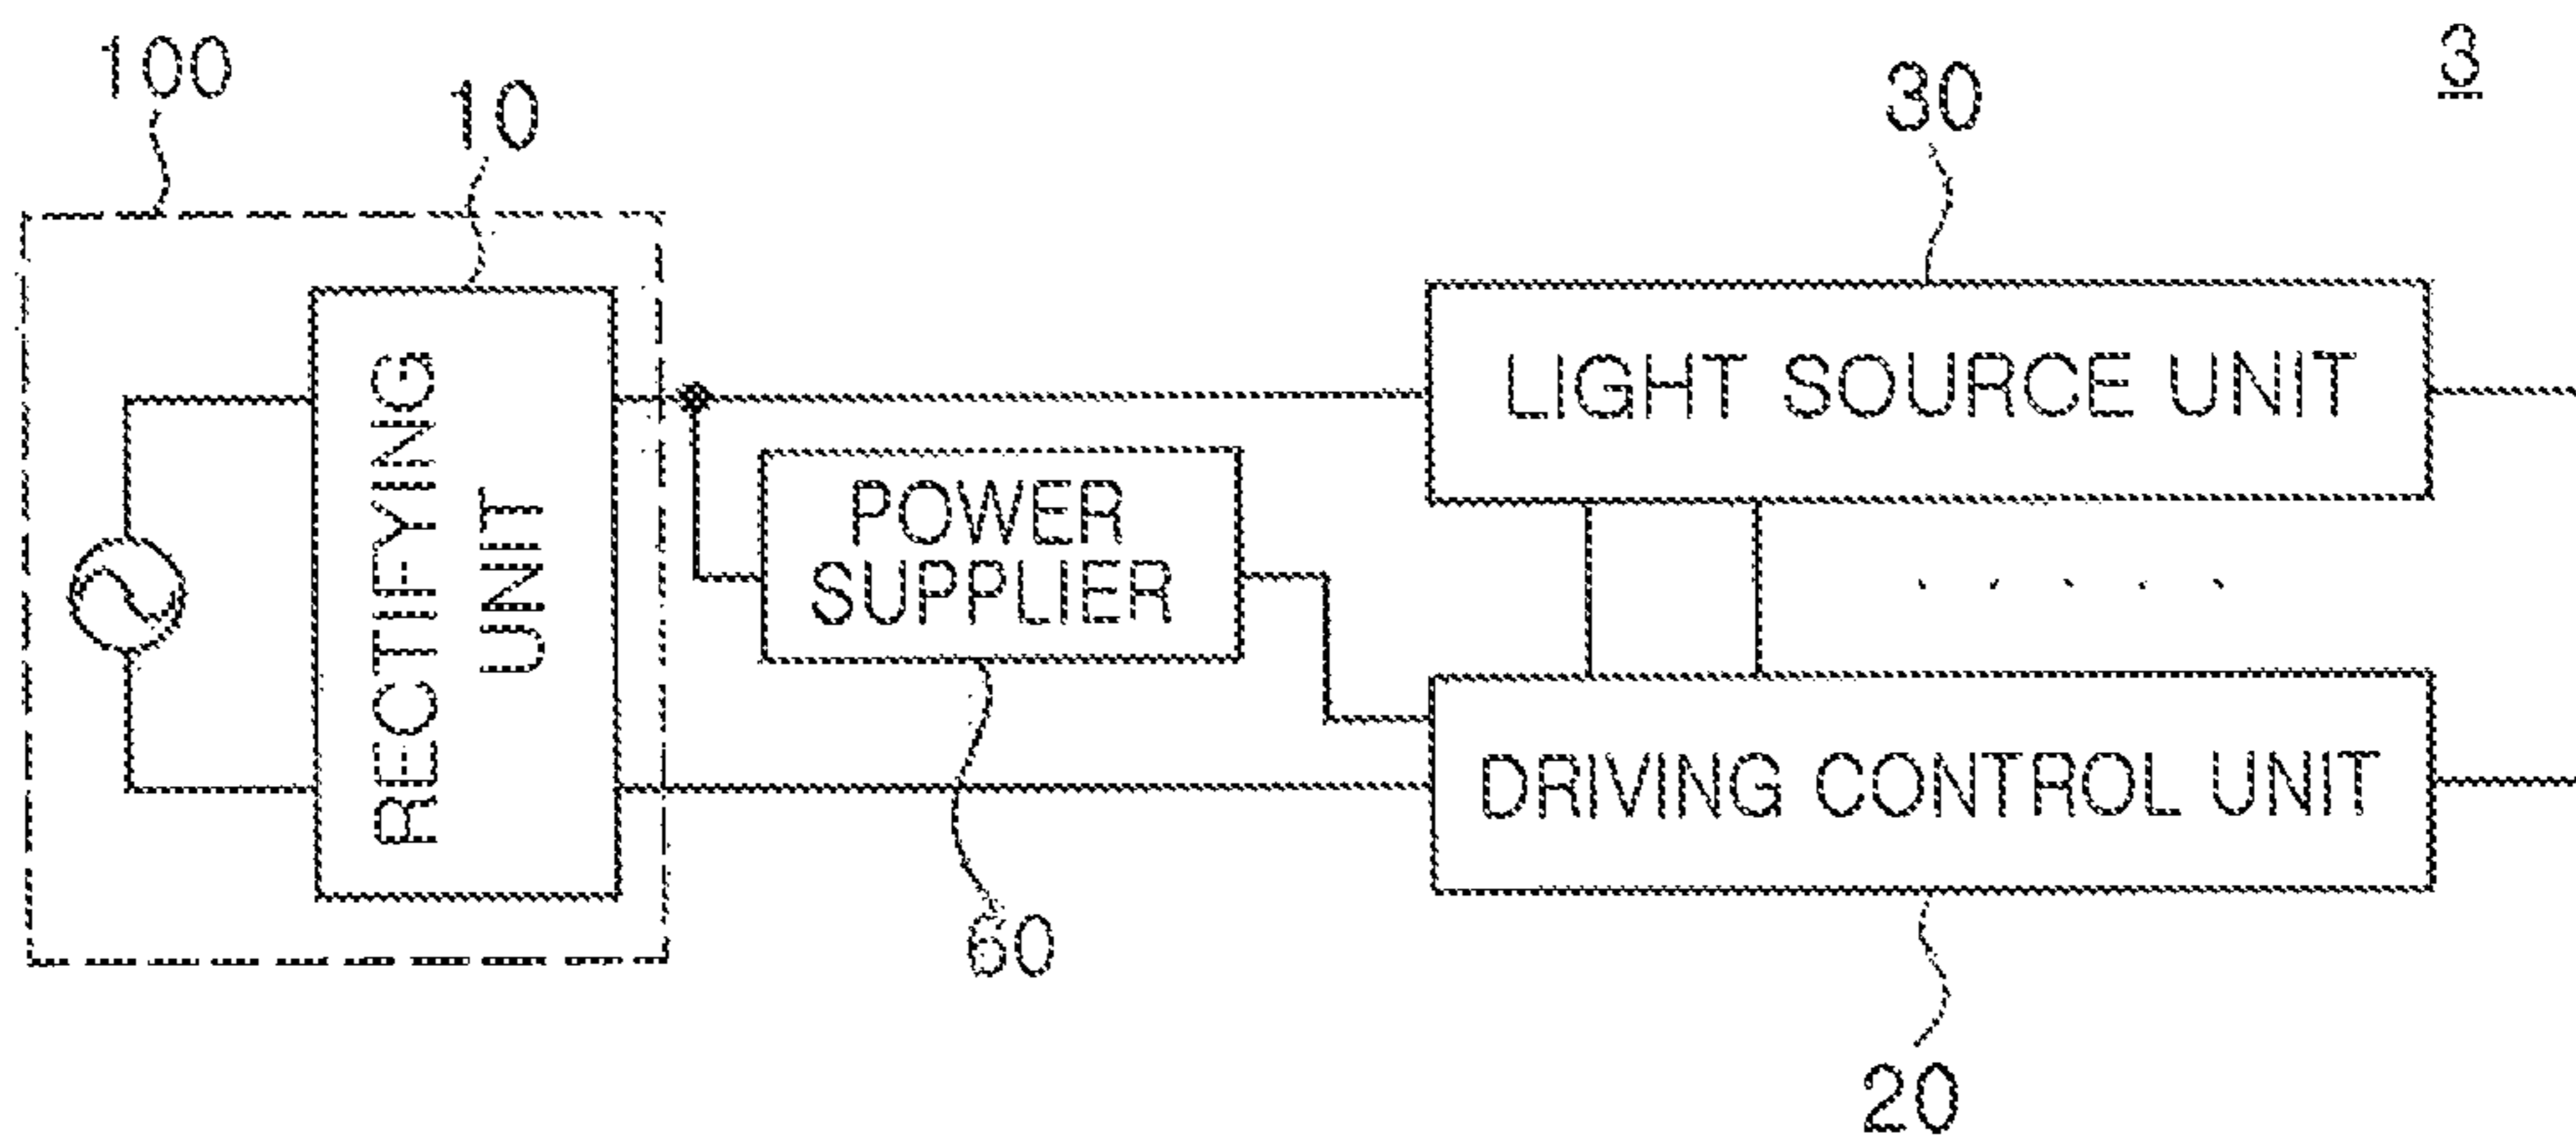 100
10
30
3
RECTIFYING
UNIT
LIGHT SOURCE UNIT
POWER
SUPPLIER
DRIVING CONTROL UNIT
60
20